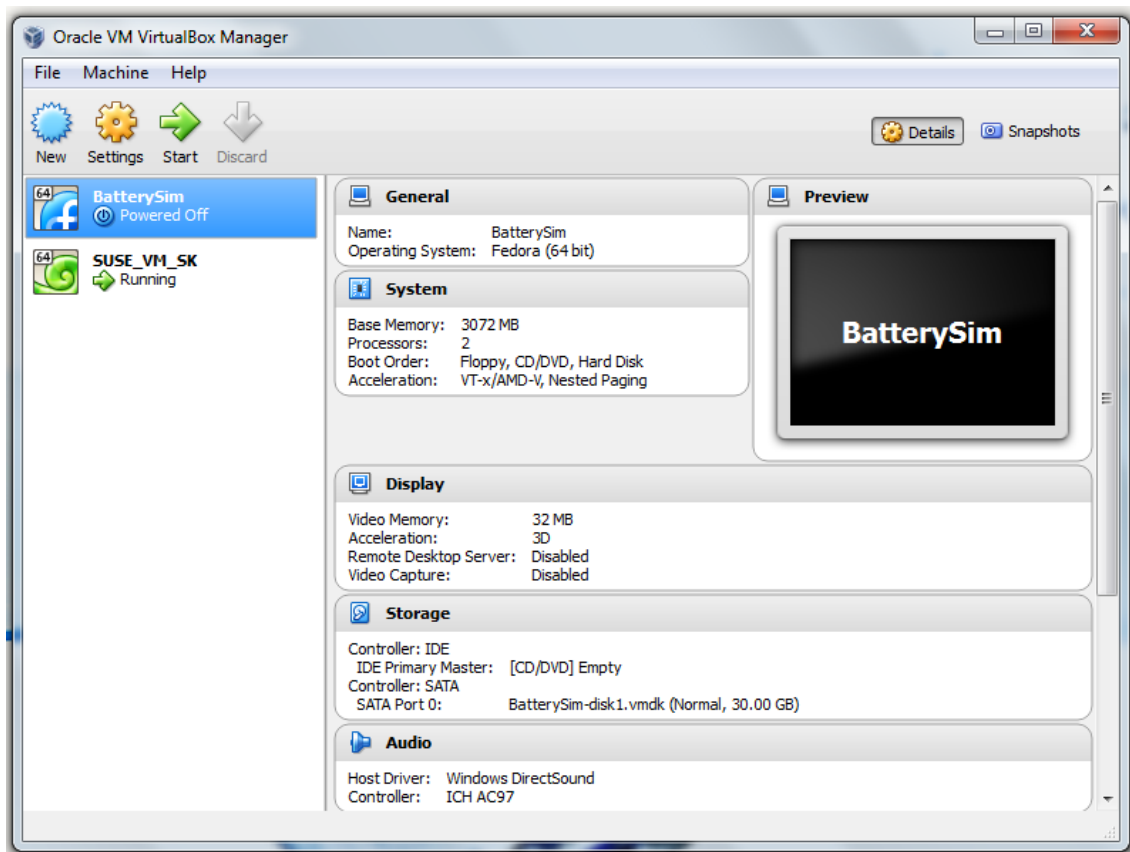 Oracle VM VirtualBox Manager
File Machine Help
New Settings Start Discard
Details Snapshots
64 BatterySim
Powered Off
64 SUSE_VM_SK
Running
General
Name: BatterySim
Operating System: Fedora (64 bit)
System
Base Memory: 3072 MB
Processors: 2
Boot Order: Floppy, CD/DVD, Hard Disk
Acceleration: VT-x/AMD-V, Nested Paging
Preview
BatterySim
Display
Video Memory: 32 MB
Acceleration: 3D
Remote Desktop Server: Disabled
Video Capture: Disabled
Storage
Controller: IDE
IDE Primary Master: [CD/DVD] Empty
Controller: SATA
SATA Port 0: BatterySim-disk1.vmdk (Normal, 30.00 GB)
Audio
Host Driver: Windows DirectSound
Controller: ICH AC97